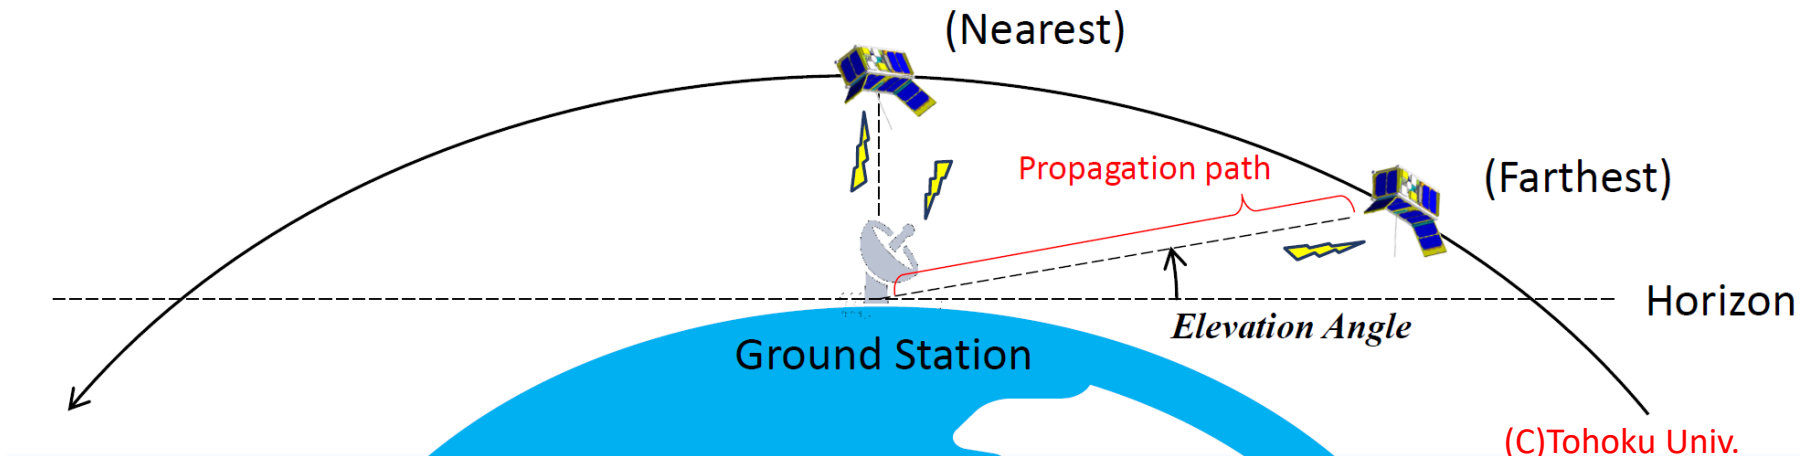 (Nearest)
Propagation path
(Farthest)
Horizon
Elevation Angle
Ground Station
(C)Tohoku Univ.